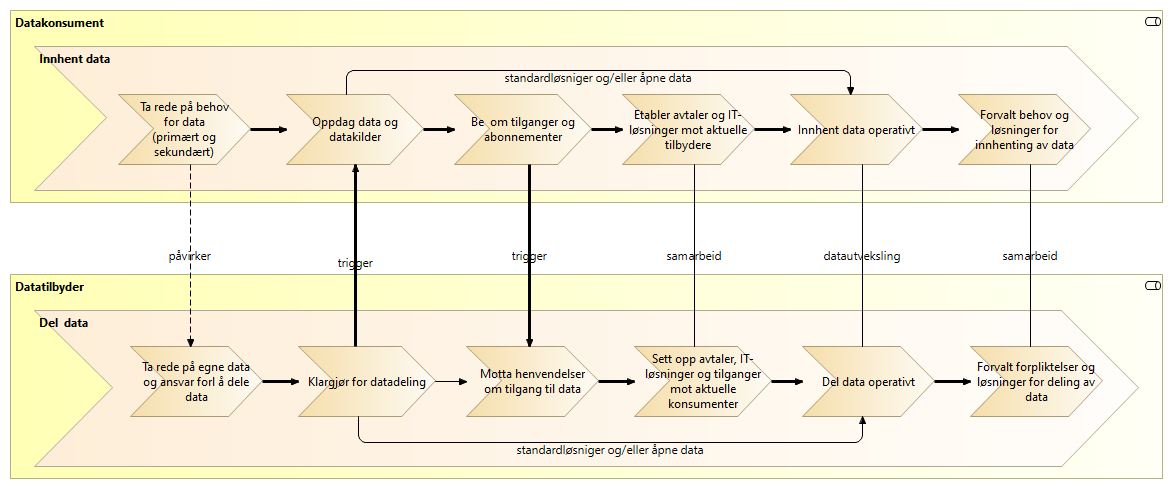 Datakonsument
Innhent data
standardløsniger og/eller åpne data
Ta rede på behov
for data
(primært og
sekundært)
Oppdag data og
datakilder
Be om tilganger og
abonnementer
Etabler avtaler og IT-
løsninger mot aktuelle
tilbydere
Innhent data operativt
Forvalt behov og
løsninger for
innhenting av data
påvirker
trigger
trigger
samarbeid
datautveksling
samarbeid
Datatilbyder
Del data
Ta rede på egne data
og ansvar forl å dele
data
Klargjør for datadeling
Motta henvendelser
om tilgang til data
Sett opp avtaler, IT-
løsninger og tilganger
mot aktuelle
konsumenter
Del data operativt
Forvalt forpliktelser og
løsninger for deling av
data
standardløsniger og/eller åpne data